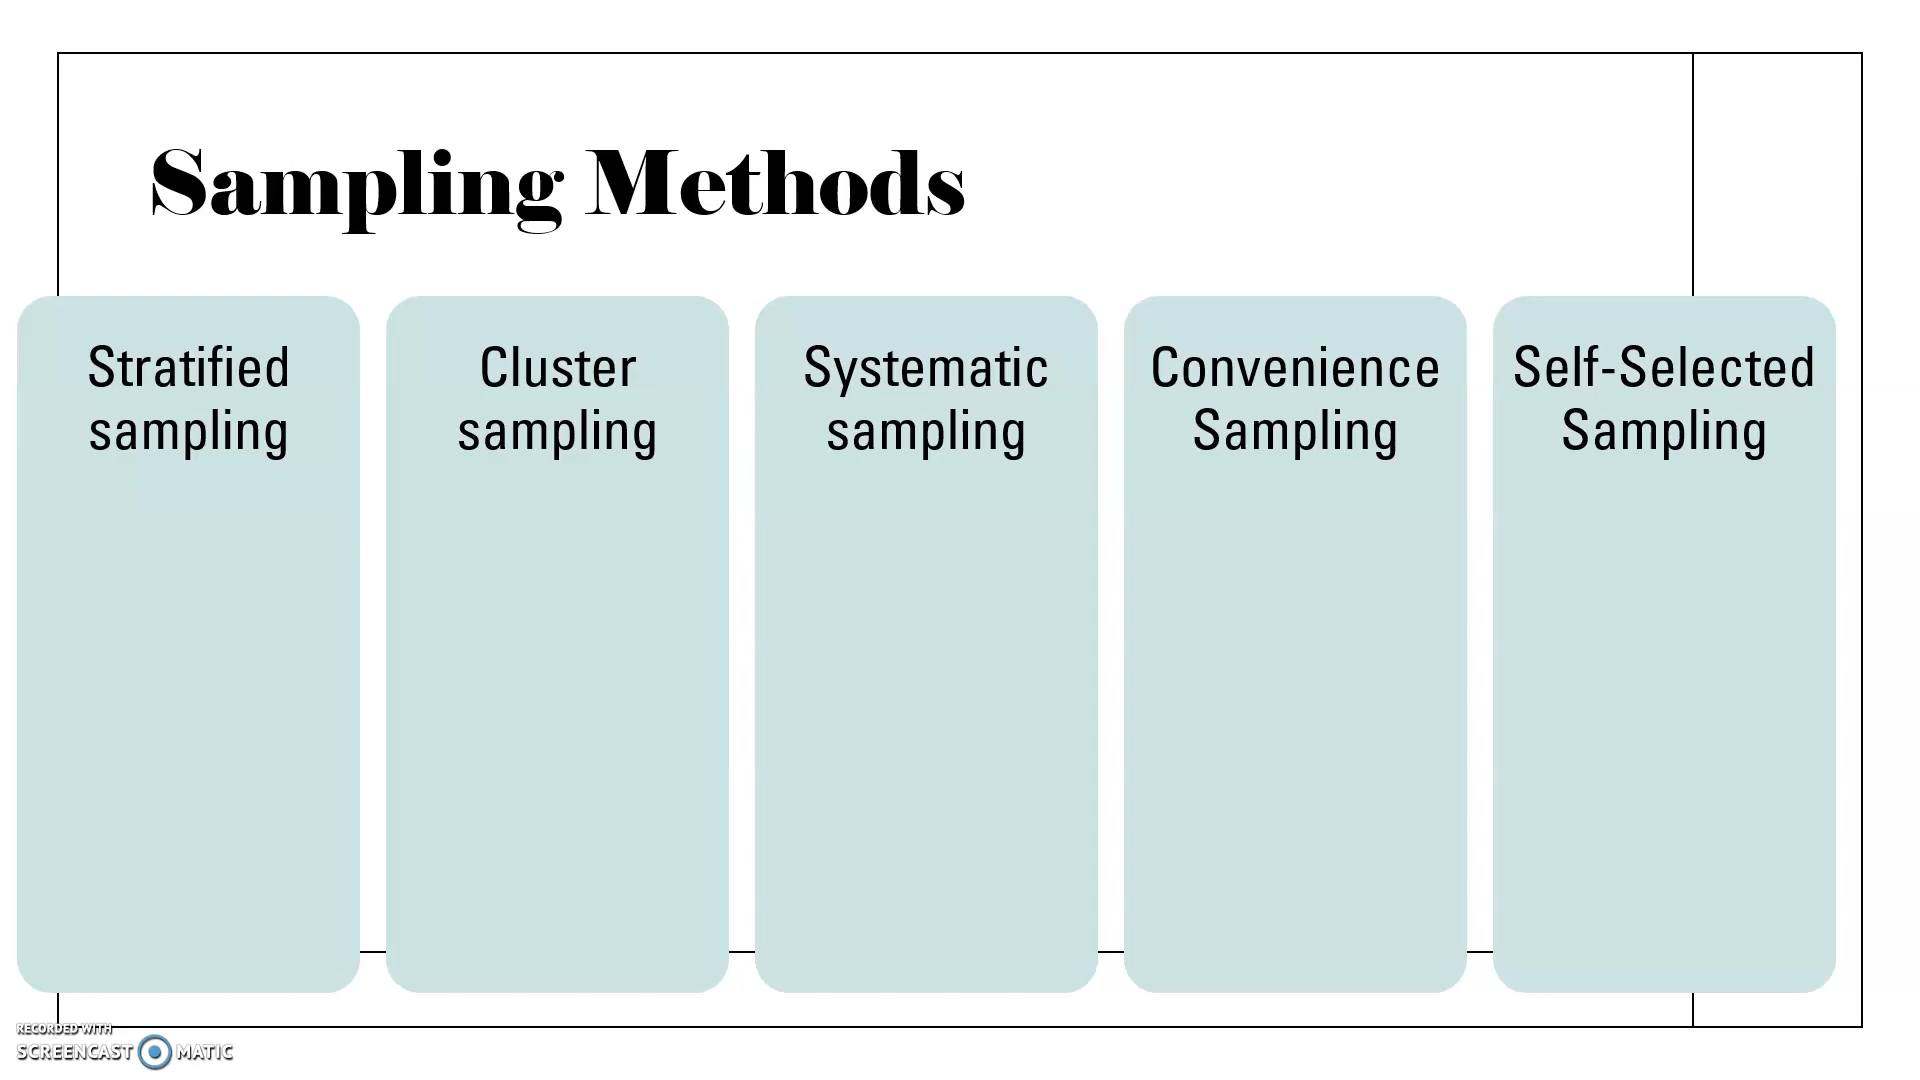 Sampling Methods
Stratified
sampling
Cluster
sampling
Systematic
sampling
Convenience
Sampling
Self-Selected
Sampling
RECORDED WITH
SCREENCAST MATIC